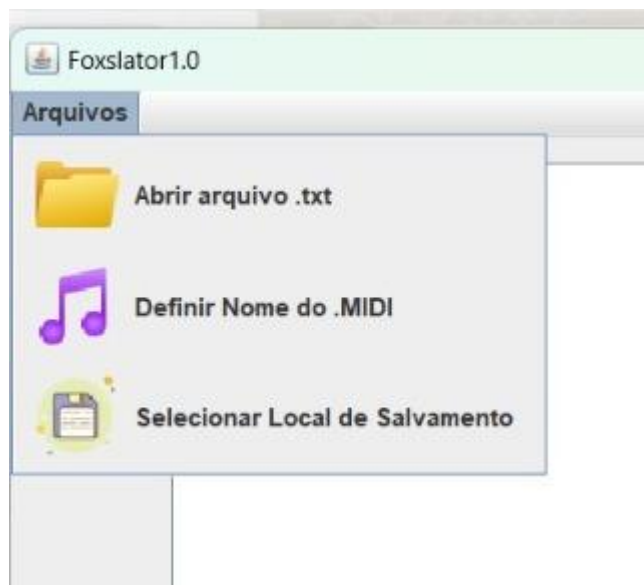 Foxslator1.0
Arquivos
Abrir arquivo .txt
Definir Nome do .MIDI
Selecionar Local de Salvamento